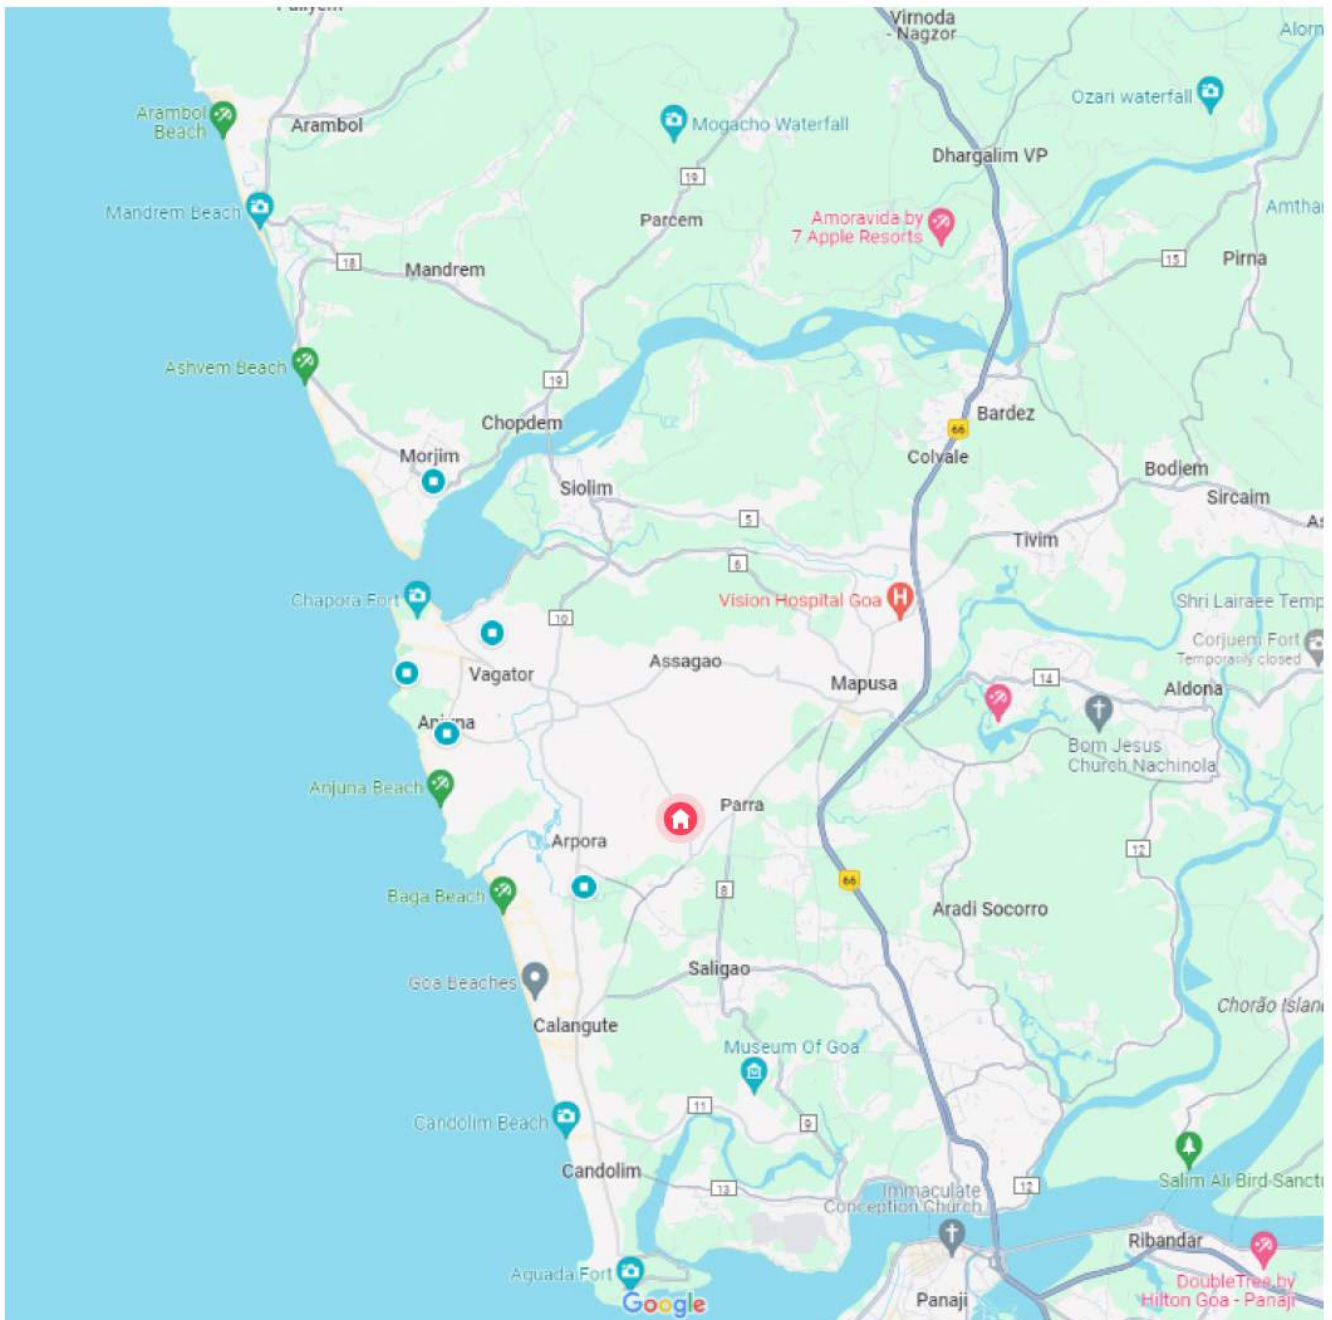 Virnoda
- Nagzor
Arambol
Beach
Arambol
Mogacho Waterfall
Ozari waterfall
Dhargalim VP
19
Mandrem Beach
Parcem
Amoravida by
7 Apple Resorts
18
Mandrem
15
Pirna
Ashvem Beach
19
Chopdem
Bardez
66
Colvale
Morjim
Siolim
Bodiem
Sircaim
5
Tivim
6
Chapora Fort
Vision Hospital Goa
10
Shri Lairaee Temp
Corjuem Fort
Temporarily closed
Vagator
Assagao
Mapusa
14
Aldona
Bom Jesus
Church Nachinola
Anjuna Beach
Parra
Arpora
12
66
8
Baga Beach
Aradi Socorro
Saligao
Goa Beaches
Chorão Islan
Calangute
Museum Of Goa
11
9
Candolim Beach
Candolim
13
Immaculate
Conception Church
12
Salim Ali Bird Sanctu
Ribandar
Aguada Fort
Google
Panaji
DoubleTree by
Hilton Goa - Panaji